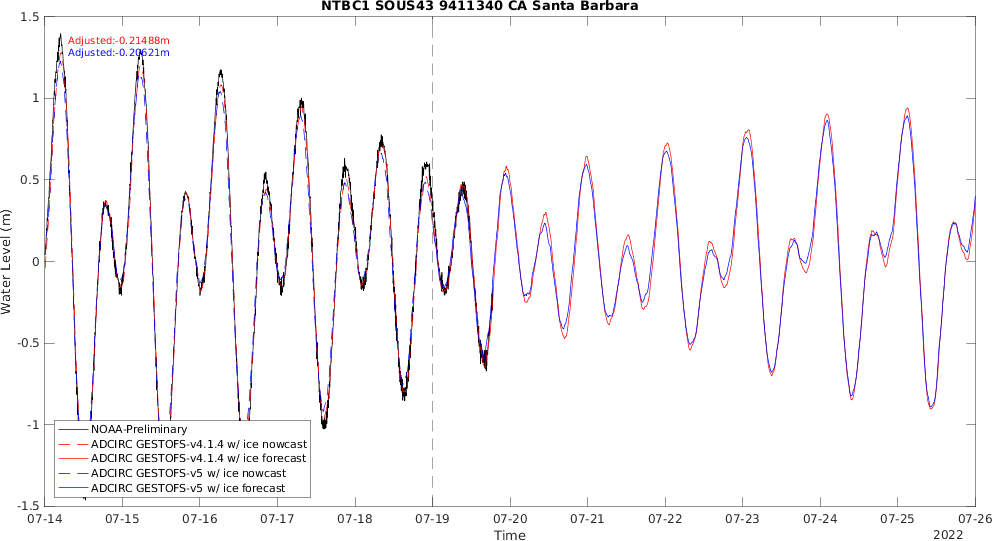 NTBC1 SOUS43 9411340 CA Santa Barbara
Adjusted:-0.21488m
Adjusted:-0.20621m
Water Level (m)
1.5
1
0.5
0
-0.5
-1
-1.5
NOAA-Preliminary
ADCIRC GESTOFS-v4.1.4 w/ ice nowcast
ADCIRC GESTOFS-v4.1.4 w/ ice forecast
ADCIRC GESTOFS-v5 w/ ice nowcast
ADCIRC GESTOFS-v5 w/ ice forecast
07-14 07-15 07-16 07-17 07-18 07-19 07-20 07-21 07-22 07-23 07-24 07-25 07-26
Time
2022